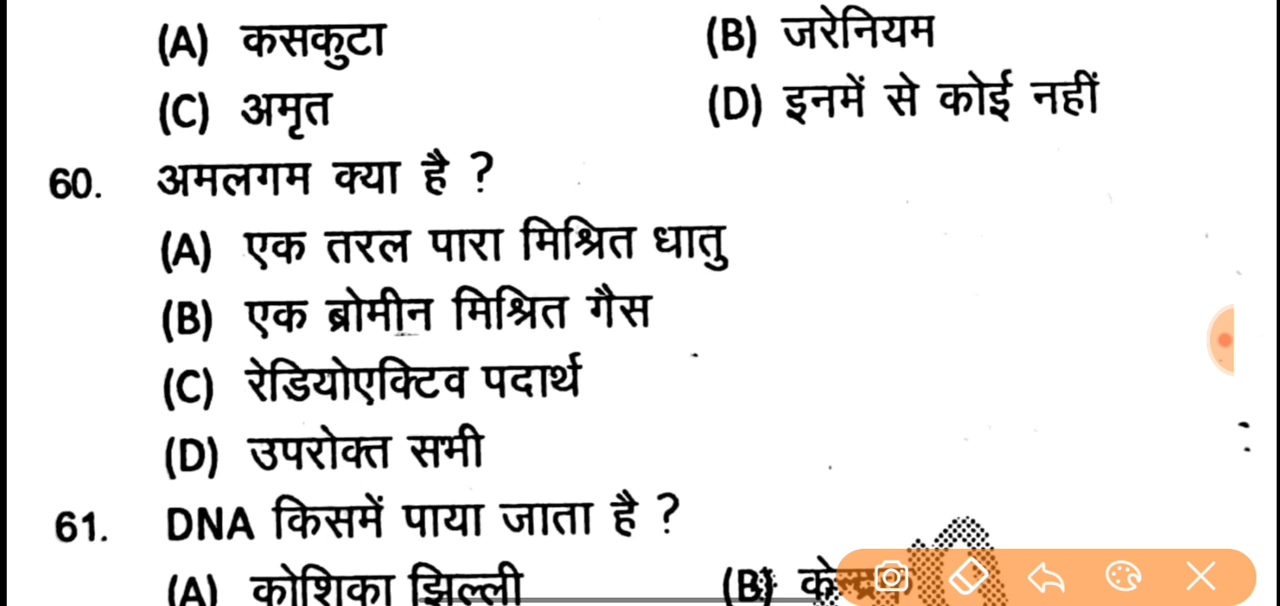 (A) कसकुटा (B) जरेनियम
(C) अमृत (D) इनमें से कोई नहीं
60. अमलगम क्या है ?
(A) एक तरल पारा मिश्रित धातु
(B) एक ब्रोमीन मिश्रित गैस
(C) रेडियोएक्टिव पदार्थ
(D) उपरोक्त सभी
61. DNA किसमें पाया जाता है ?
(A) कोशिका झिल्ली (B)